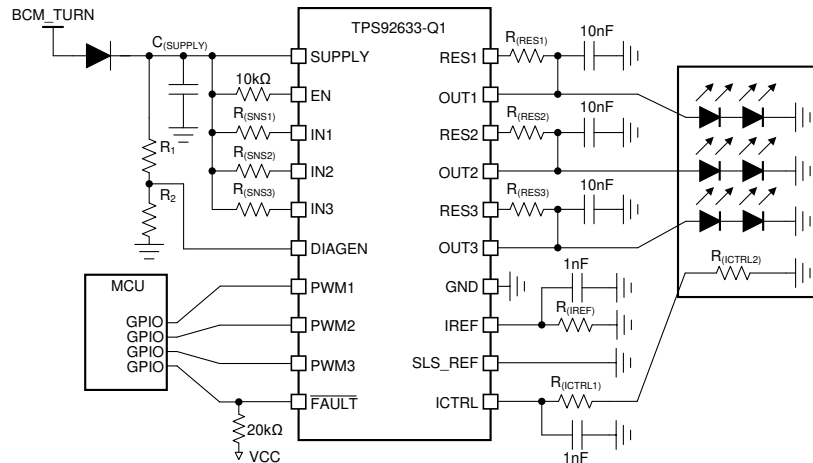 BCM_TURN
C(SUPPLY)
TPS92633-Q1
R(RES1)
10nF
SUPPLY
RES1
10kΩ
EN
OUT1
R(SNS1)
IN1
RES2
R(RES2)
10nF
R1
R(SNS2)
IN2
OUT2
R2
R(SNS3)
IN3
RES3
R(RES3)
10nF
DIAGEN
OUT3
MCU
PWM1
GND
1nF
R(ICTRL2)
GPIO
GPIO
GPIO
GPIO
PWM2
IREF
R(IREF)
PWM3
SLS_REF
FAULT
ICTRL
R(ICTRL1)
20kΩ
VCC
1nF